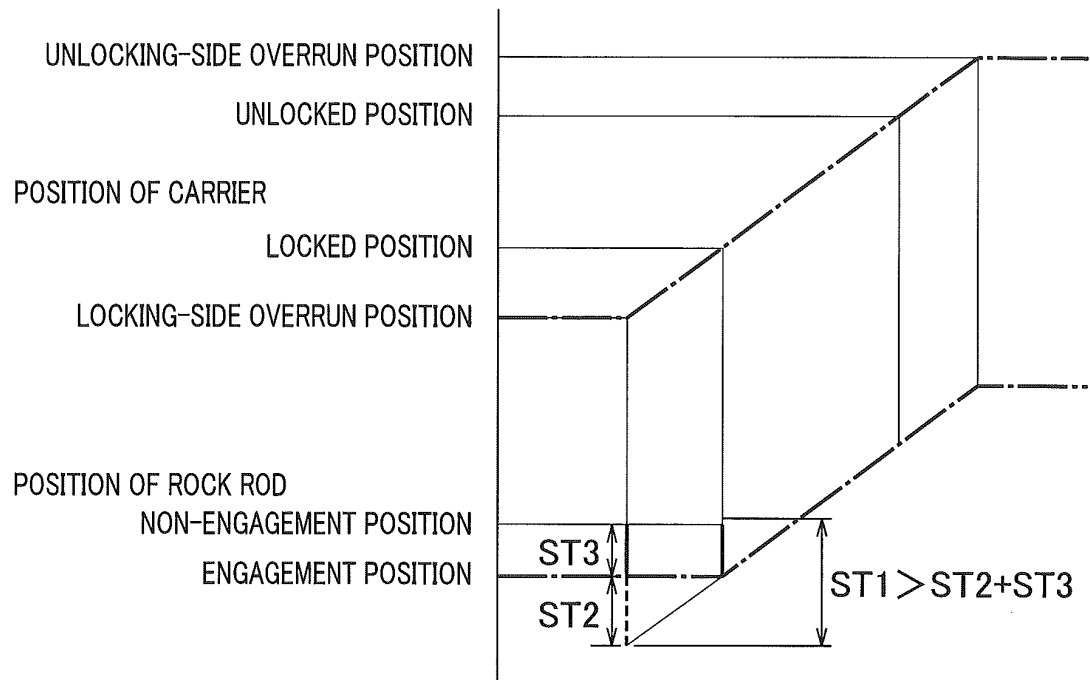 UNLOCKING-SIDE OVERRUN POSITION
UNLOCKED POSITION
POSITION OF CARRIER
LOCKED POSITION
LOCKING-SIDE OVERRUN POSITION
POSITION OF ROCK ROD
NON-ENGAGEMENT POSITION
ENGAGEMENT POSITION
ST3
ST2
ST1>ST2+ST3